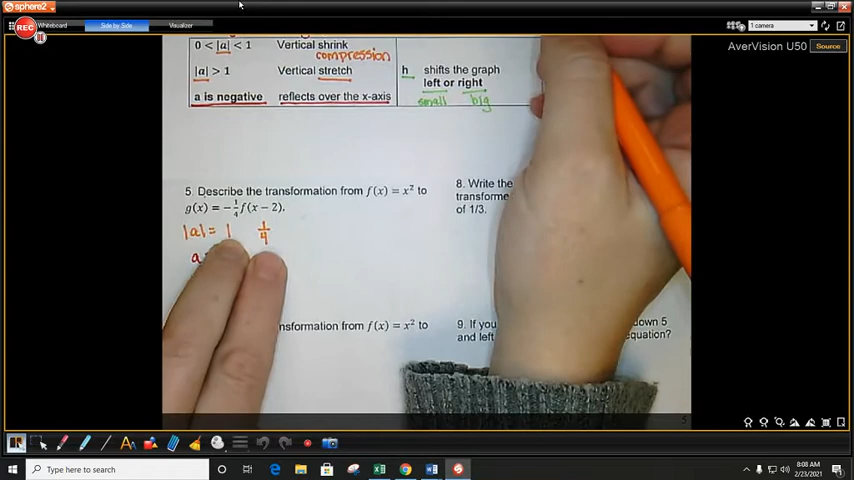 sphere2
REC
Whiteboard
Side by Side
Visualizer
1 camera
AverVision U50
Source
0 < |a| < 1 Vertical shrink
compression
|a| > 1 Vertical stretch
a is negative reflects over the x-axis
h shifts the graph
left or right
small big
5. Describe the transformation from f(x) = x² to
g(x) = −1/4 f(x − 2).
|a| = 1 1/4
a
8. Write the
transforme
of 1/3.
nsformation from f(x) = x² to
9. If you
down 5
and left
equation?
Type here to search
8:08 AM
2/23/2021